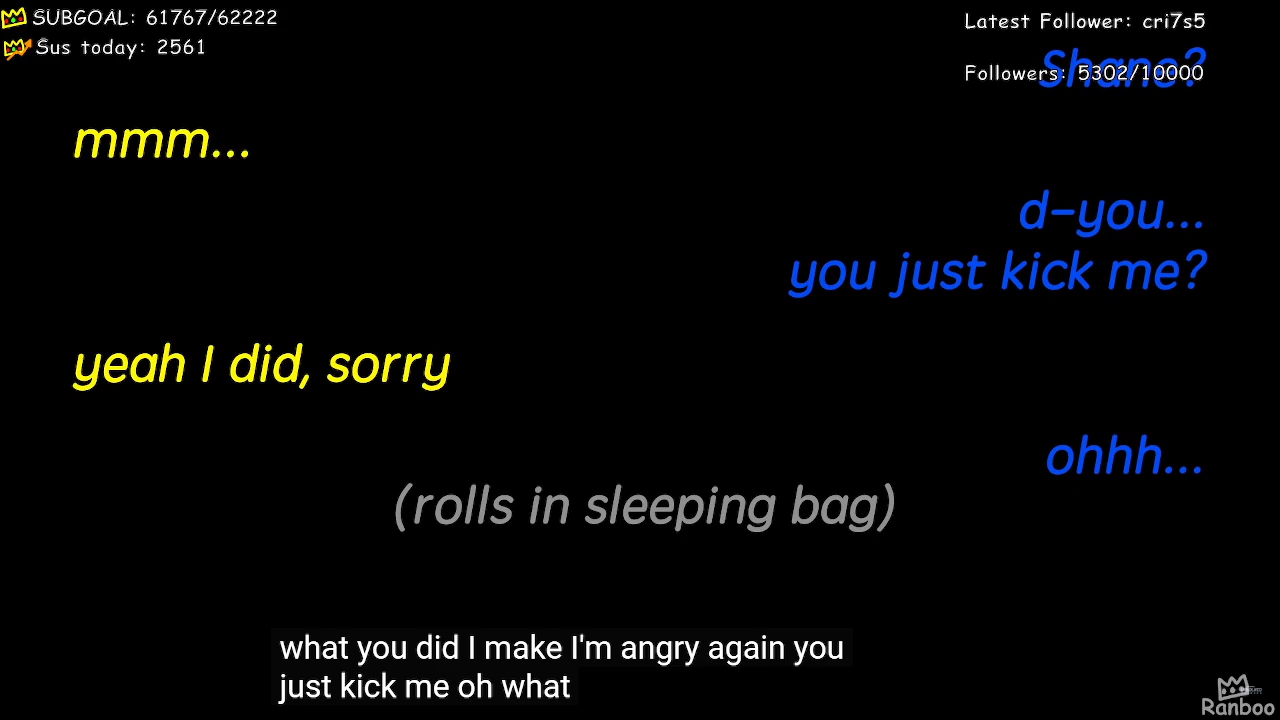 SUBGOAL: 61767/62222
Sus today: 2561
Latest Follower: cri7s5
Shane?
Followers: 5302/10000
mmm...
d-you...
you just kick me?
yeah I did, sorry
ohhh...
(rolls in sleeping bag)
what you did I make I'm angry again you
just kick me oh what
Ranboo